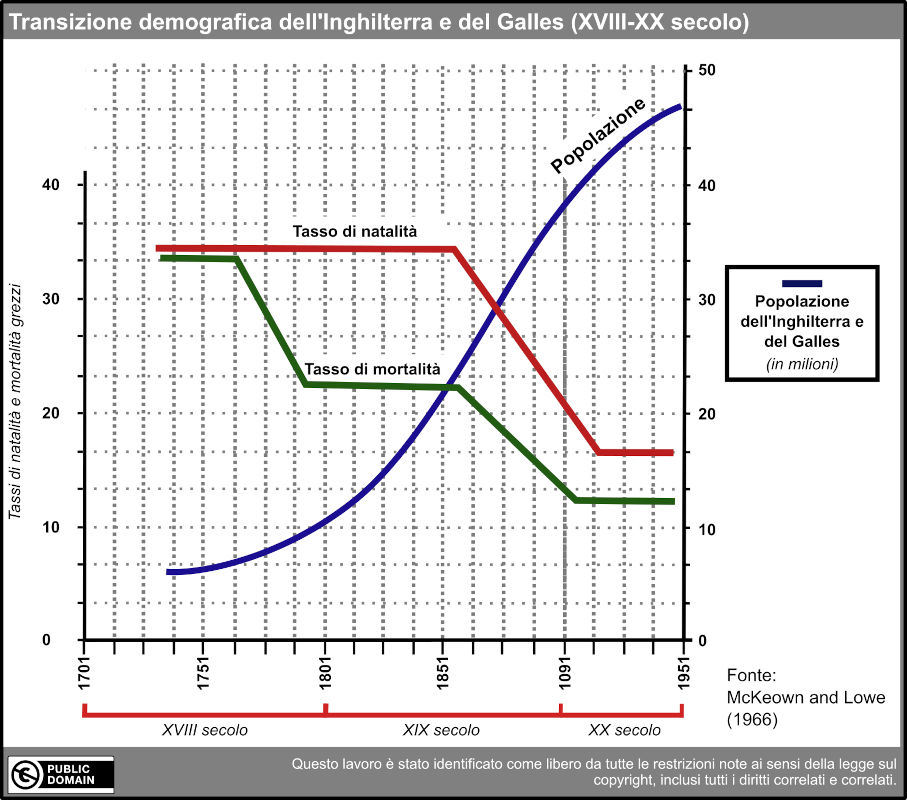 Transizione demografica dell'Inghilterra e del Galles (XVIII-XX secolo)
50
Popolazione
40
40
Tasso di natalità
30
30
Popolazione
dell'Inghilterra e
del Galles
(in milioni)
Tasso di mortalità
Tassi di natalità e mortalità grezzi
20
20
10
10
0
0
1701
1751
1801
1851
1091
1951
XVIII secolo
XIX secolo
XX secolo
Fonte:
McKeown and Lowe
(1966)
PUBLIC
DOMAIN
Questo lavoro è stato identificato come libero da tutte le restrizioni note ai sensi della legge sul
copyright, inclusi tutti i diritti correlati e correlati.